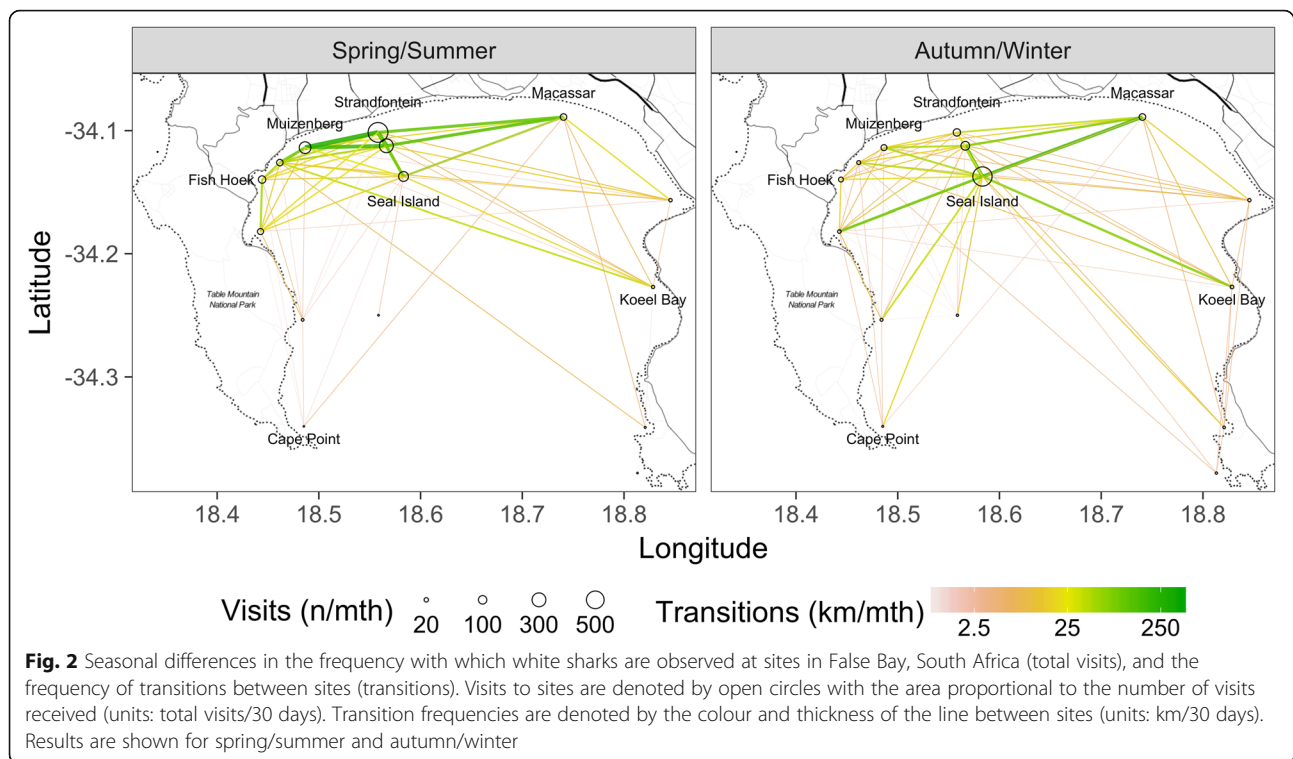 Spring/Summer
Autumn/Winter
Latitude
-34.1
-34.2
-34.3
Macassar
Strandfontein
Muizenberg
Fish Hoek
Seal Island
Table Mountain
National Park
Koeel Bay
Cape Point
Macassar
Strandfontein
Muizenberg
Fish Hoek
Seal Island
Table Mountain
National Park
Koeel Bay
Cape Point
18.4 18.5 18.6 18.7 18.8
18.4 18.5 18.6 18.7 18.8
Longitude
Visits (n/mth) 20 100 300 500
Transitions (km/mth) 2.5 25 250
Fig. 2 Seasonal differences in the frequency with which white sharks are observed at sites in False Bay, South Africa (total visits), and the
frequency of transitions between sites (transitions). Visits to sites are denoted by open circles with the area proportional to the number of visits
received (units: total visits/30 days). Transition frequencies are denoted by the colour and thickness of the line between sites (units: km/30 days).
Results are shown for spring/summer and autumn/winter